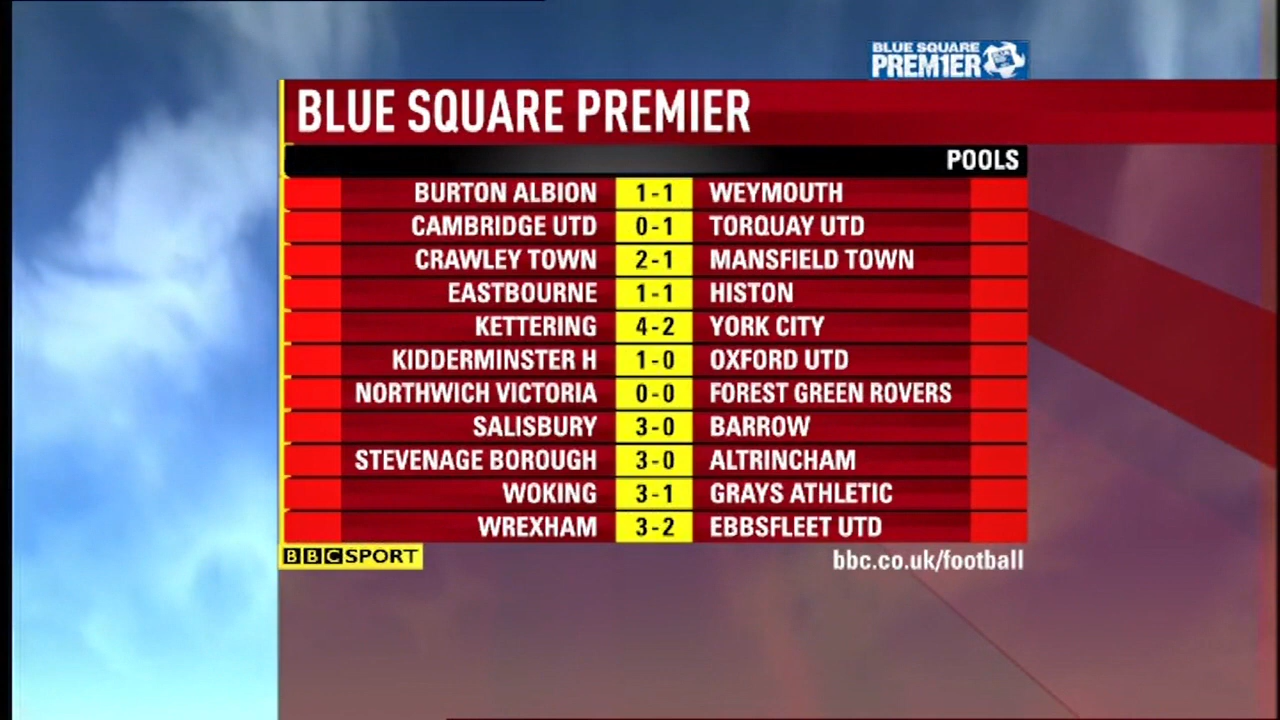 BLUE SQUARE
PREM1ER
BLUE SQUARE PREMIER
POOLS
BURTON ALBION 1-1 WEYMOUTH
CAMBRIDGE UTD 0-1 TORQUAY UTD
CRAWLEY TOWN 2-1 MANSFIELD TOWN
EASTBOURNE 1-1 HISTON
KETTERING 4-2 YORK CITY
KIDDERMINSTER H 1-0 OXFORD UTD
NORTHWICH VICTORIA 0-0 FOREST GREEN ROVERS
SALISBURY 3-0 BARROW
STEVENAGE BOROUGH 3-0 ALTRINCHAM
WOKING 3-1 GRAYS ATHLETIC
WREXHAM 3-2 EBBSFLEET UTD
BBC SPORT bbc.co.uk/football